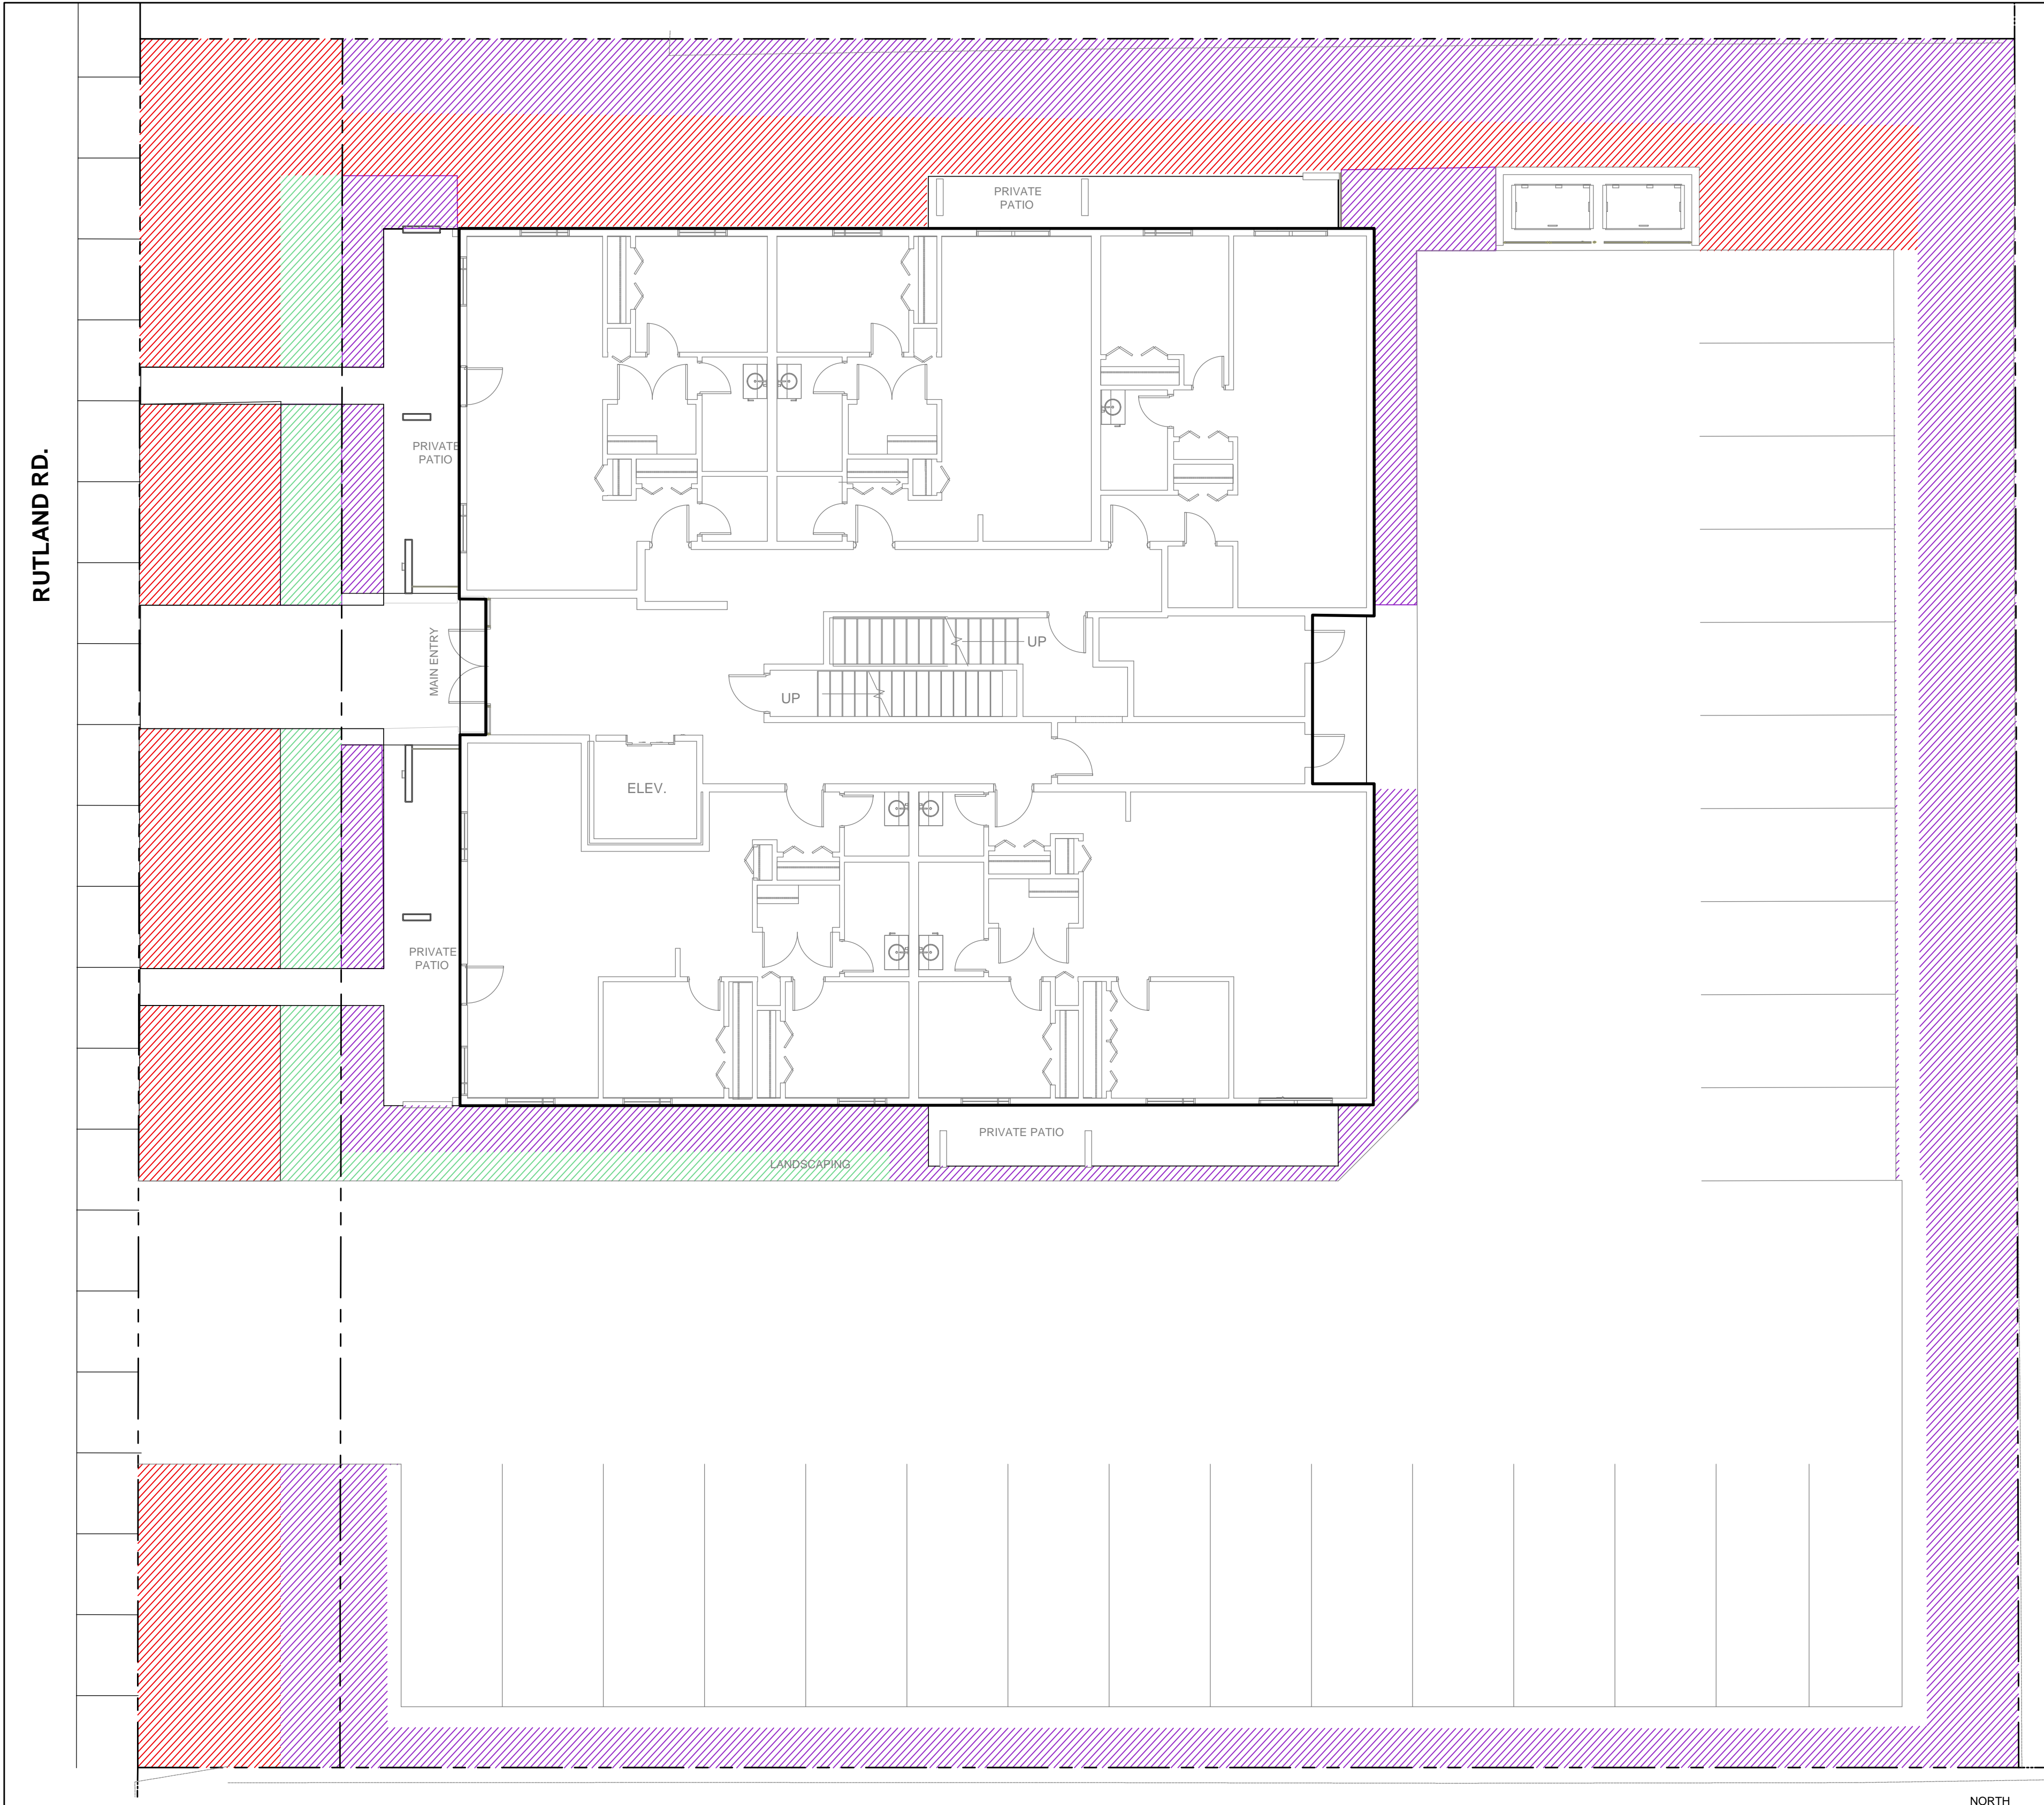 PRIVATE
PATIO
RUTLAND RD.
PRIVATE
PATIO
MAIN ENTRY
UP
UP
ELEV.
PRIVATE
PATIO
PRIVATE PATIO
LANDSCAPING
NORTH